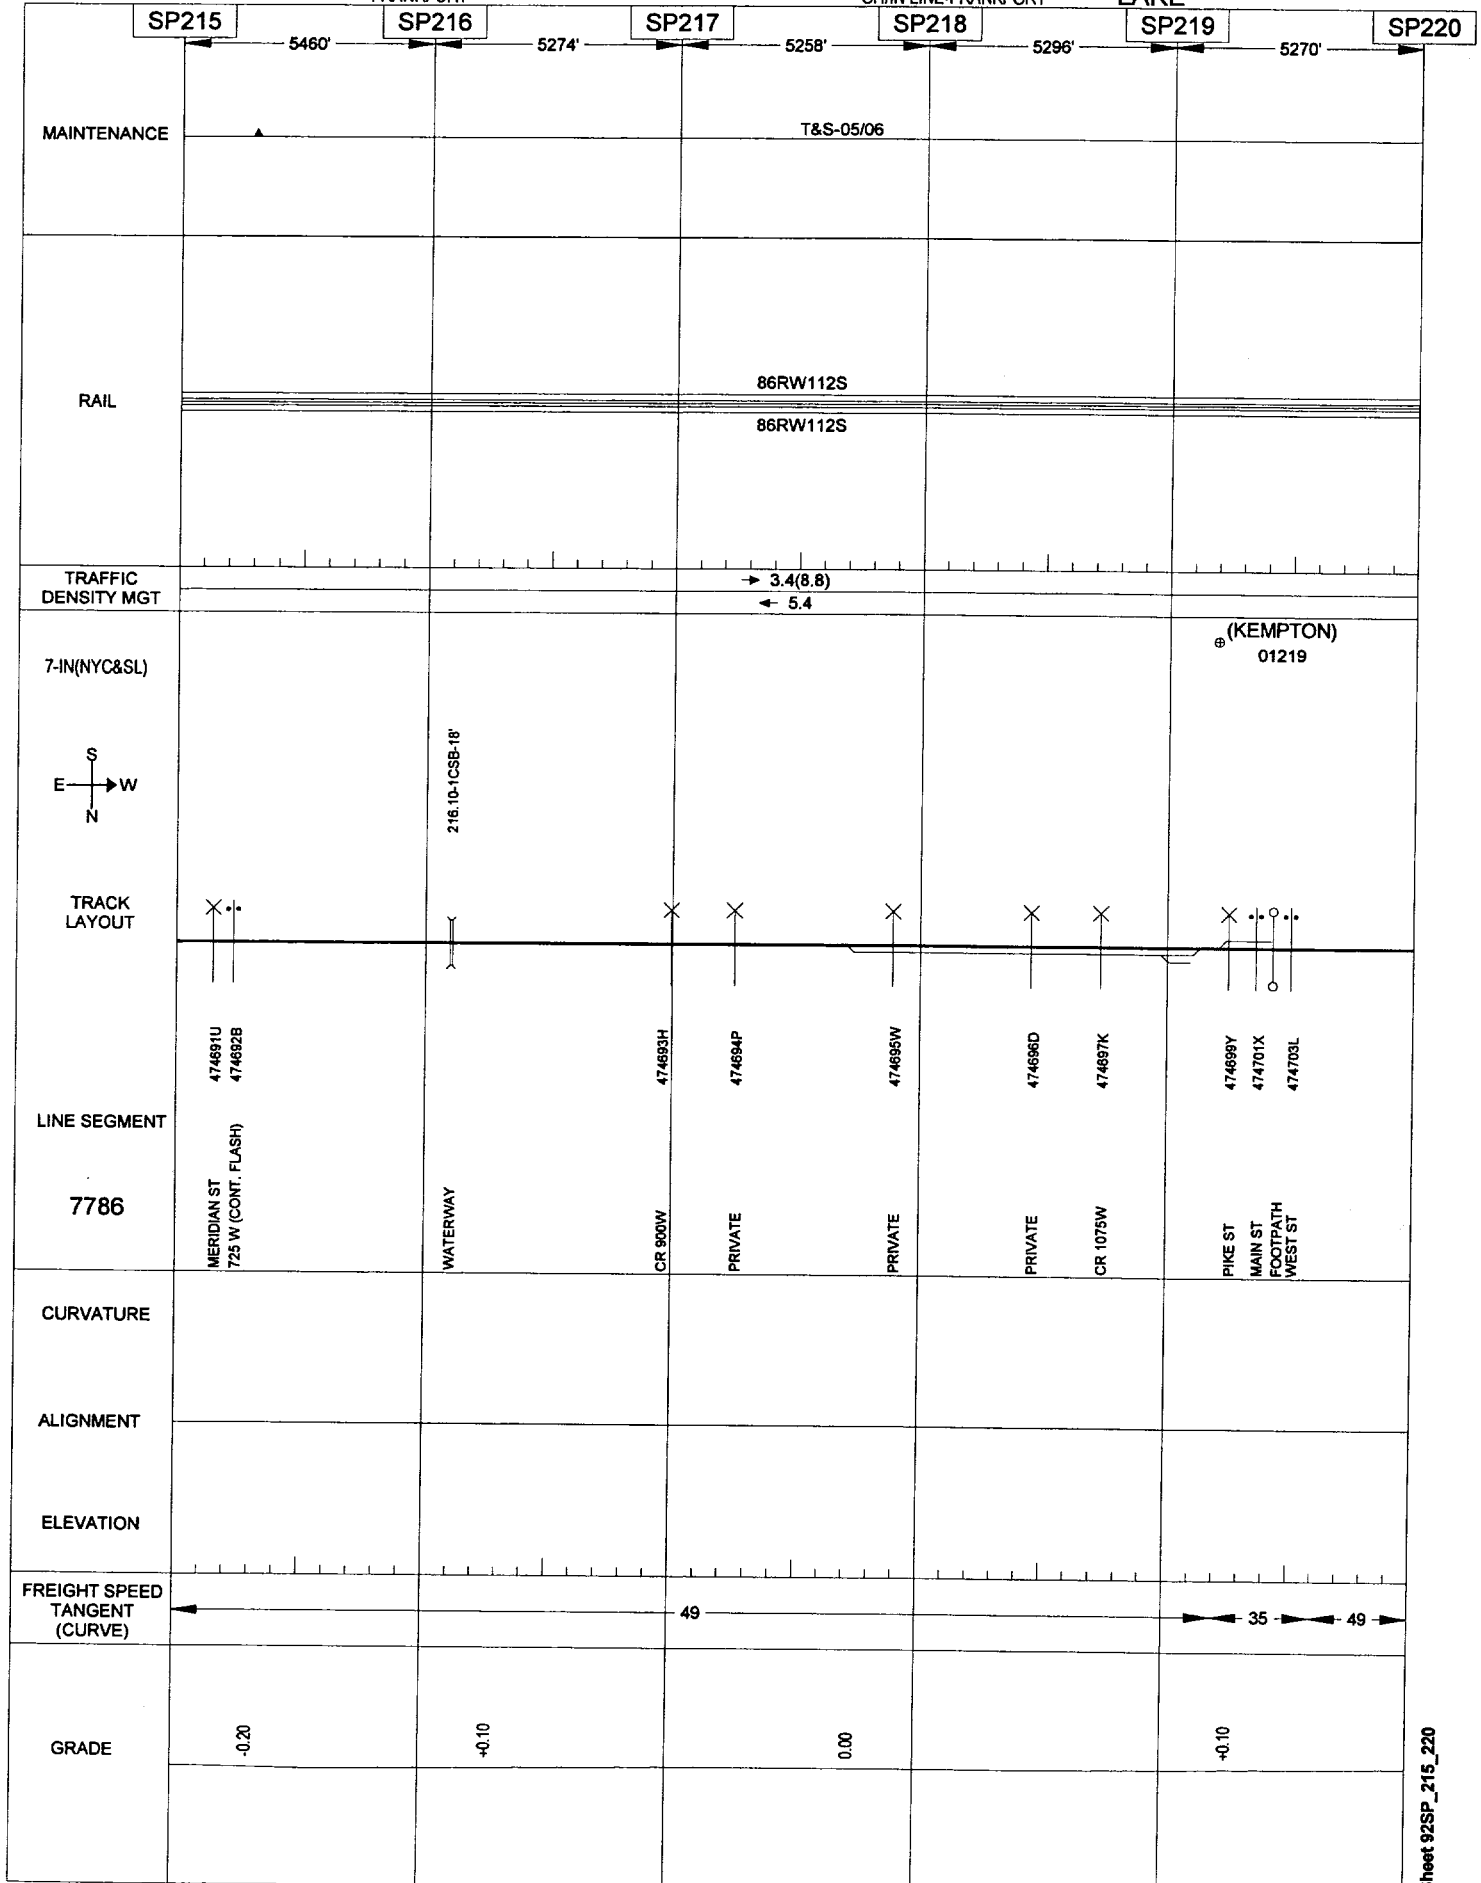 LAKE
SP215 SP216 SP217 SP218 SP219 SP220
5460' 5274' 5258' 5296' 5270'
MAINTENANCE
T&S-05/06
RAIL
86RW112S
86RW112S
TRAFFIC
DENSITY MGT
3.4(8.8)
5.4
(KEMPTON)
01219
7-IN(NYC&SL)
S
E W
N
216.10-1CSB-18'
TRACK
LAYOUT
474691U
474692B
474693H
474694P
474695W
474696D
474697K
474699Y
474701X
474703L
LINE SEGMENT
7786
MERIDIAN ST
725 W (CONT. FLASH)
WATERWAY
CR 900W
PRIVATE
PRIVATE
PRIVATE
CR 1075W
PIKE ST
MAIN ST
FOOTPATH
WEST ST
CURVATURE
ALIGNMENT
ELEVATION
FREIGHT SPEED
TANGENT
(CURVE)
49 35 49
GRADE
-0.20
+0.10
0.00
+0.10
92SP_215_220